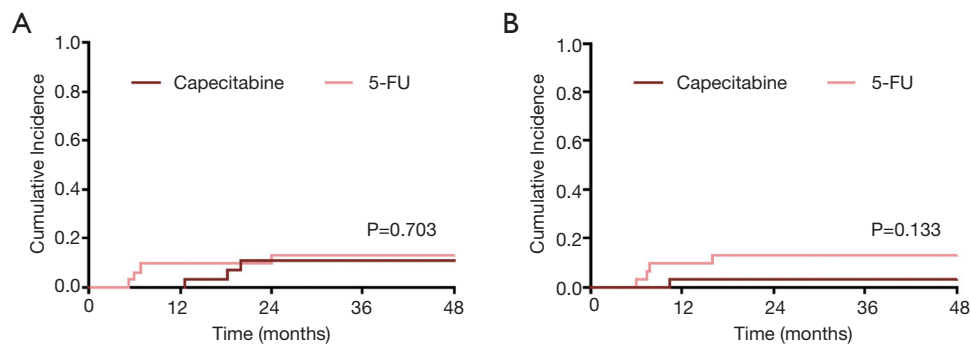 A
1.0
0.8
0.6
0.4
0.2
0.0
Cumulative Incidence
Capecitabine
5-FU
P=0.703
0
12
24
36
48
Time (months)
B
1.0
0.8
0.6
0.4
0.2
0.0
Cumulative Incidence
Capecitabine
5-FU
P=0.133
0
12
24
36
48
Time (months)